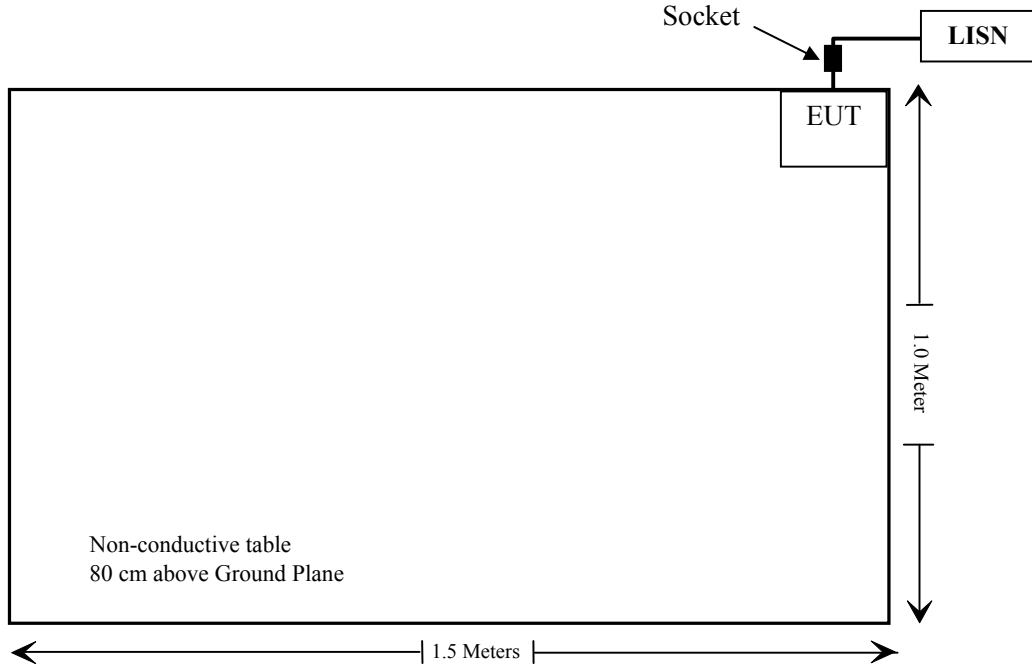 Socket
LISN
EUT
1.0 Meter
Non-conductive table
80 cm above Ground Plane
1.5 Meters